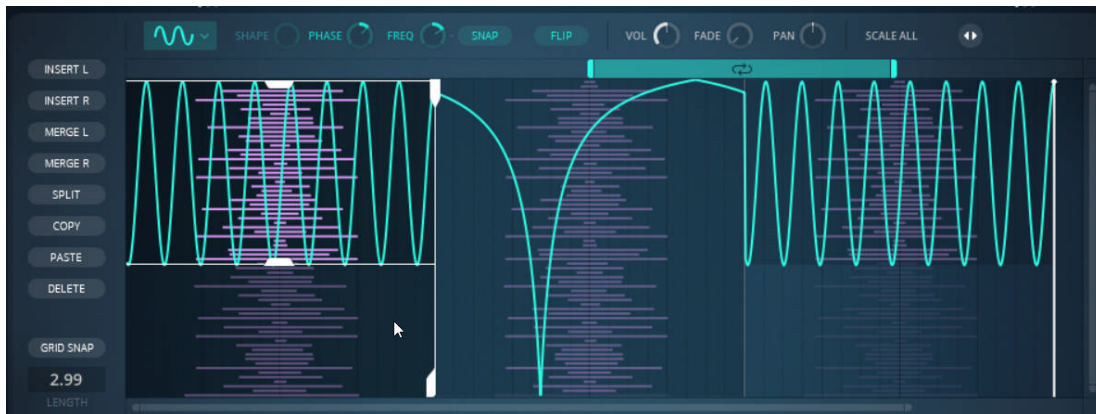 SHAPE PHASE FREQ SNAP FLIP VOL FADE PAN SCALE ALL
INSERT L
INSERT R
MERGE L
MERGE R
SPLIT
COPY
PASTE
DELETE
GRID SNAP
2.99
LENGTH